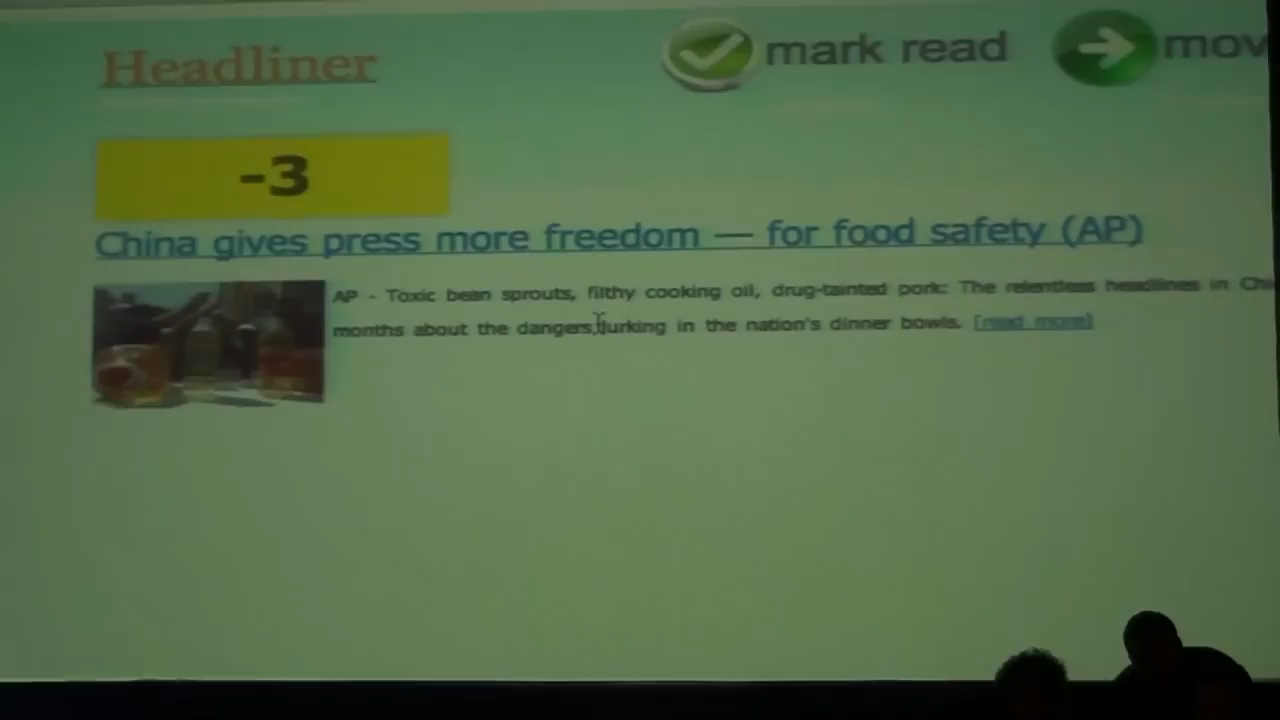 Headliner
mark read
mov
-3
China gives press more freedom — for food safety (AP)
AP - Toxic bean sprouts, filthy cooking oil, drug-tainted pork: The relentless headlines in Chi
months about the dangers lurking in the nation's dinner bowls. [read more]